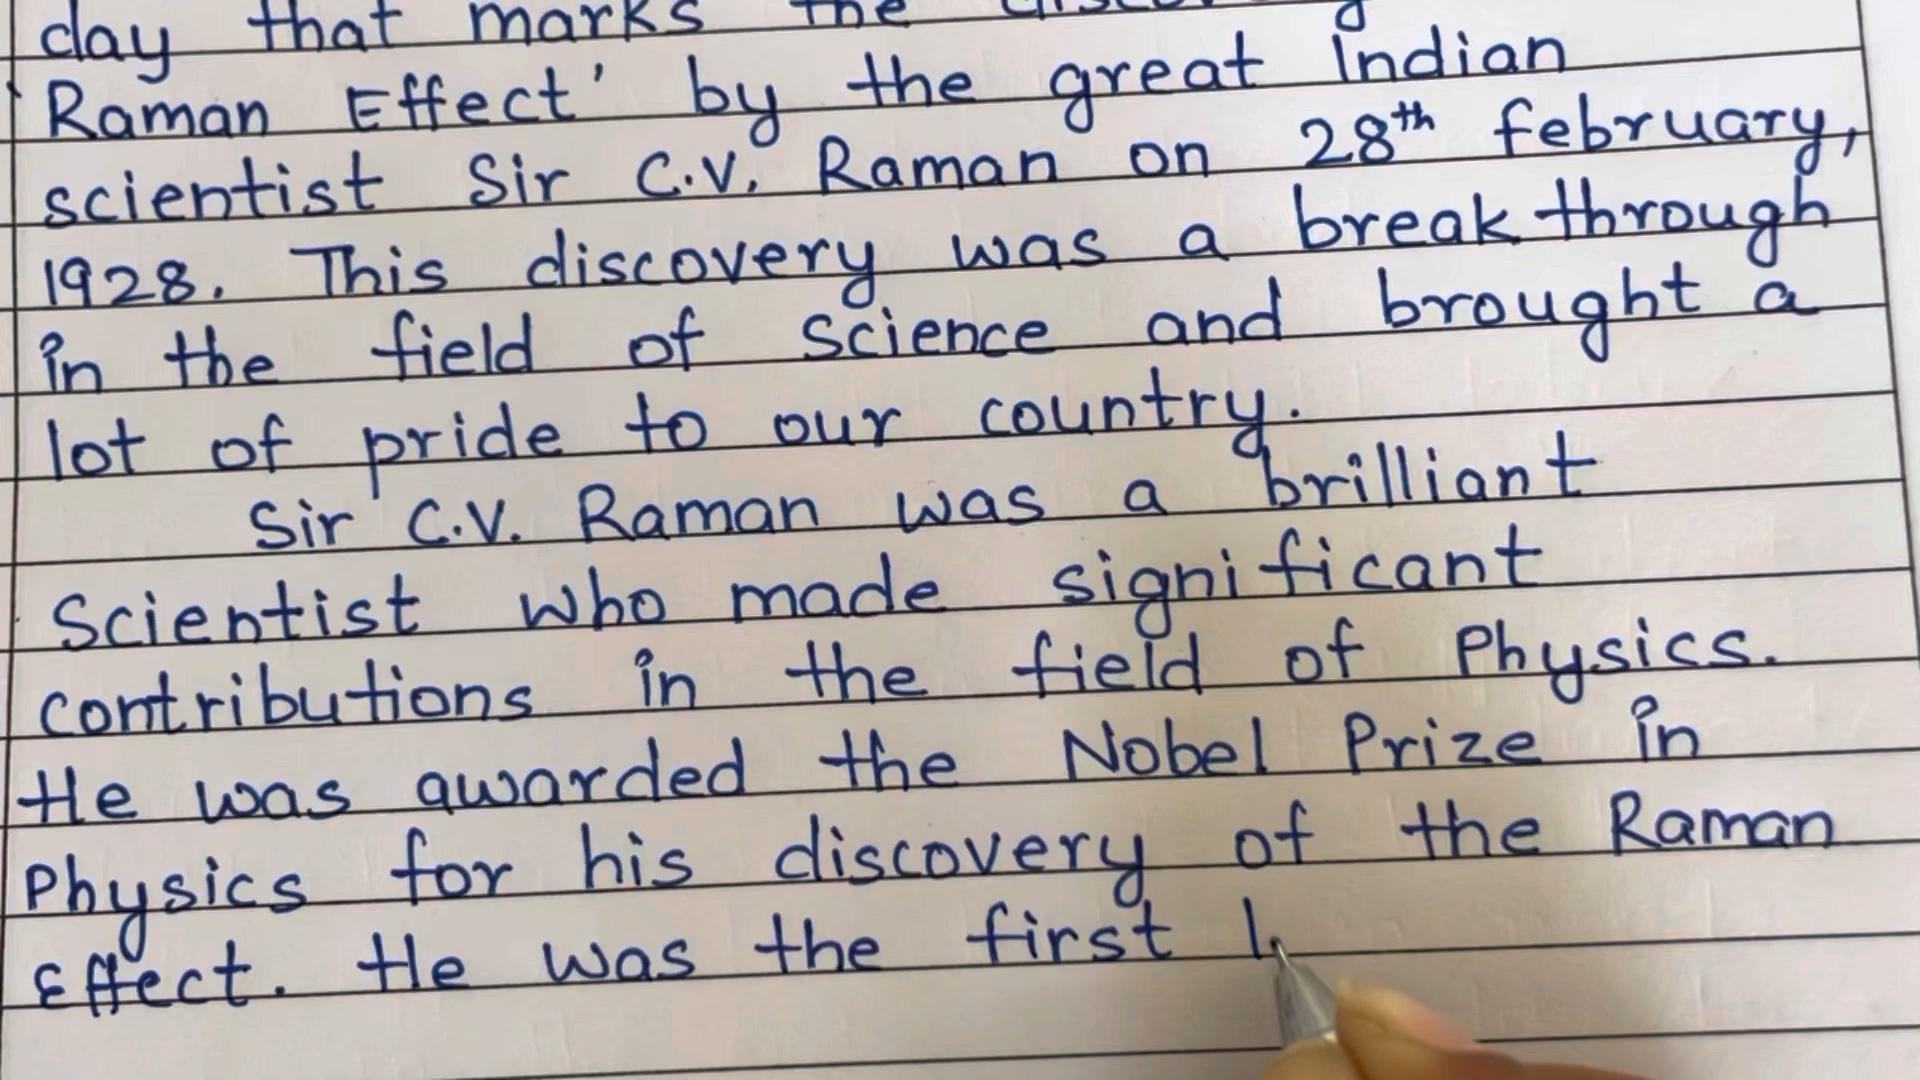 day that marks the
Raman Effect' by the great Indian
scientist Sir C.V. Raman on 28th february,
1928. This discovery was a breakthrough
in the field of science and brought a
lot of pride to our country.
Sir C.V. Raman was a brilliant
Scientist who made significant
contributions in the field of Physics.
He was awarded the Nobel Prize in
Physics for his discovery of the Raman
Effect. He was the first